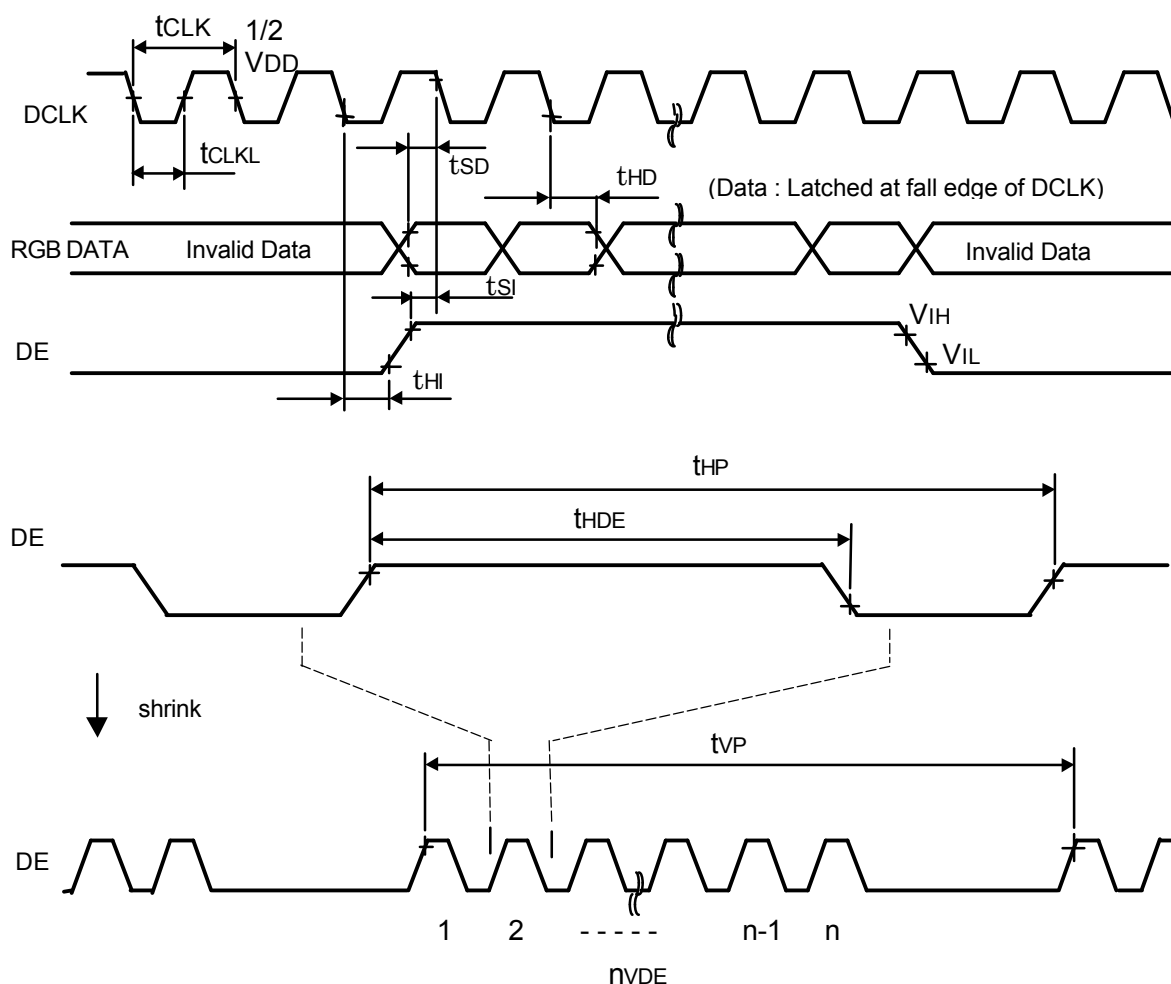 tCLK 1/2
VDD
DCLK
tCLKL
tSD
tHD
(Data : Latched at fall edge of DCLK)
RGB DATA Invalid Data Invalid Data
tSI
VIH
DE
VIL
tHI
tHP
tHDE
DE
shrink
tVP
DE
1 2 - - - - - n-1 n
nVDE